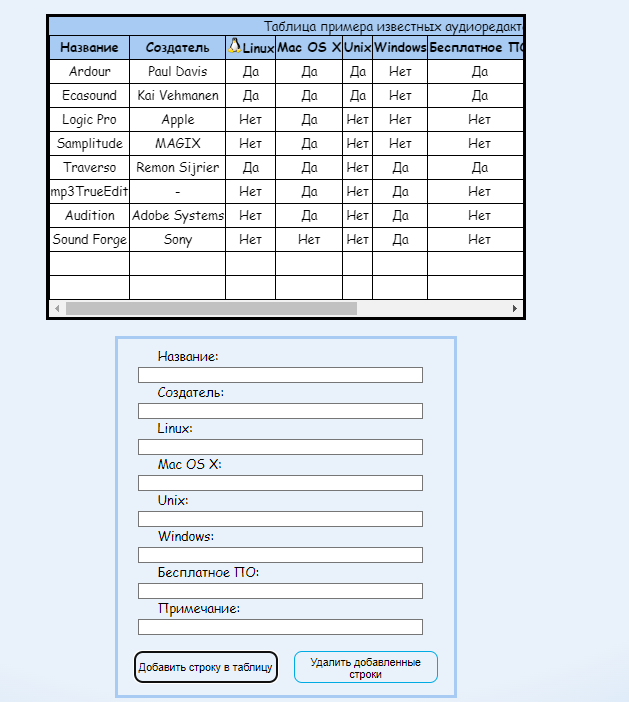 Таблица примера известных аудиоредакт
Название Создатель Linux Mac OS X Unix Windows Бесплатное ПО
Ardour Paul Davis Да Да Да Нет Да
Ecasound Kai Vehmanen Да Да Да Нет Да
Logic Pro Apple Нет Да Нет Нет Нет
Samplitude MAGIX Нет Да Нет Нет Нет
Traverso Remon Sijrier Да Да Нет Да Да
mp3TrueEdit - Нет Да Нет Да Нет
Audition Adobe Systems Нет Да Нет Да Нет
Sound Forge Sony Нет Нет Нет Да Нет
Название:
Создатель:
Linux:
Mac OS X:
Unix:
Windows:
Бесплатное ПО:
Примечание:
Добавить строку в таблицу
Удалить добавленные
строки